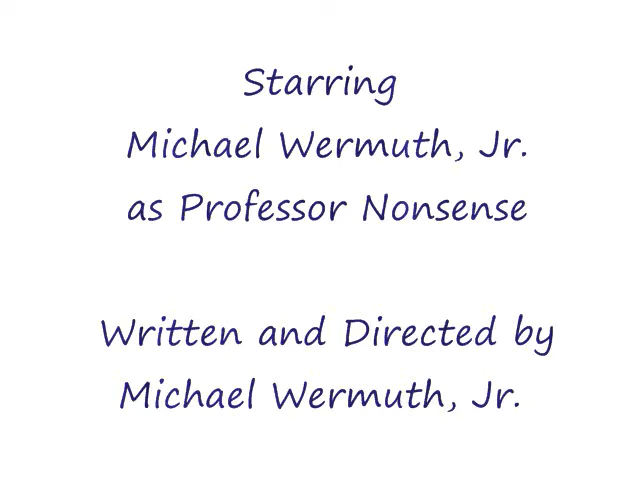 Starring
Michael Wermuth, Jr.
as Professor Nonsense
Written and Directed by
Michael Wermuth, Jr.